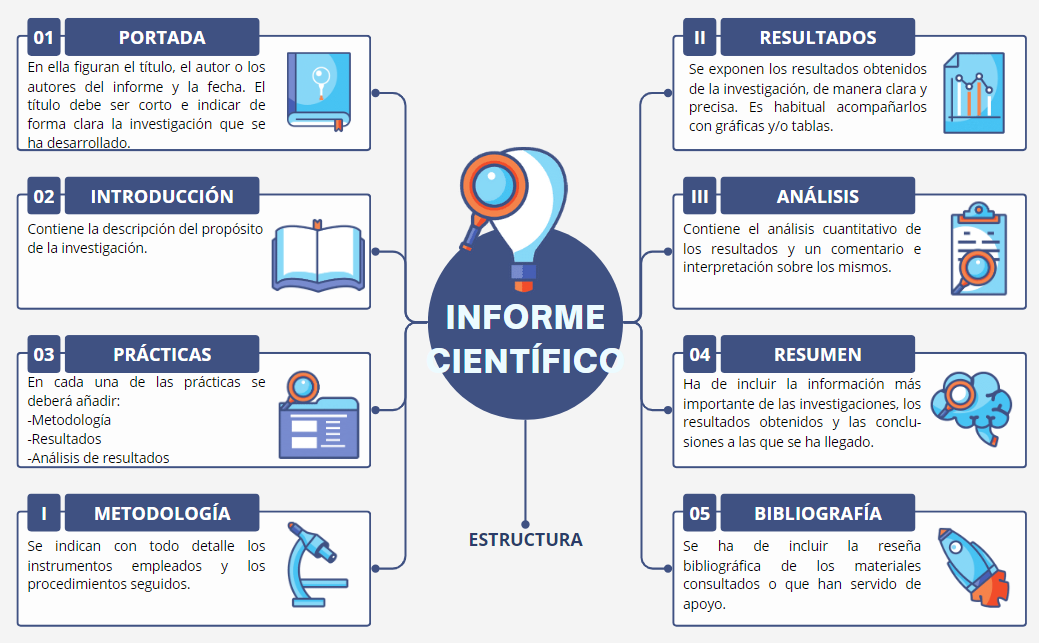 01 PORTADA
En ella figuran el título, el autor o los
autores del informe y la fecha. El
título debe ser corto e indicar de
forma clara la investigación que se
ha desarrollado.
02 INTRODUCCIÓN
Contiene la descripción del propósito
de la investigación.
03 PRÁCTICAS
En cada una de las prácticas se
deberá añadir:
-Metodología
-Resultados
-Análisis de resultados
I METODOLOGÍA
Se indican con todo detalle los
instrumentos empleados y los
procedimientos seguidos.
INFORME
CIENTÍFICO
ESTRUCTURA
II RESULTADOS
Se exponen los resultados obtenidos
de la investigación, de manera clara y
precisa. Es habitual acompañarlos
con gráficas y/o tablas.
III ANÁLISIS
Contiene el análisis cuantitativo de
los resultados y un comentario e
interpretación sobre los mismos.
04 RESUMEN
Ha de incluir la información más
importante de las investigaciones, los
resultados obtenidos y las conclu-
siones a las que se ha llegado.
05 BIBLIOGRAFÍA
Se ha de incluir la reseña
bibliográfica de los materiales
consultados o que han servido de
apoyo.